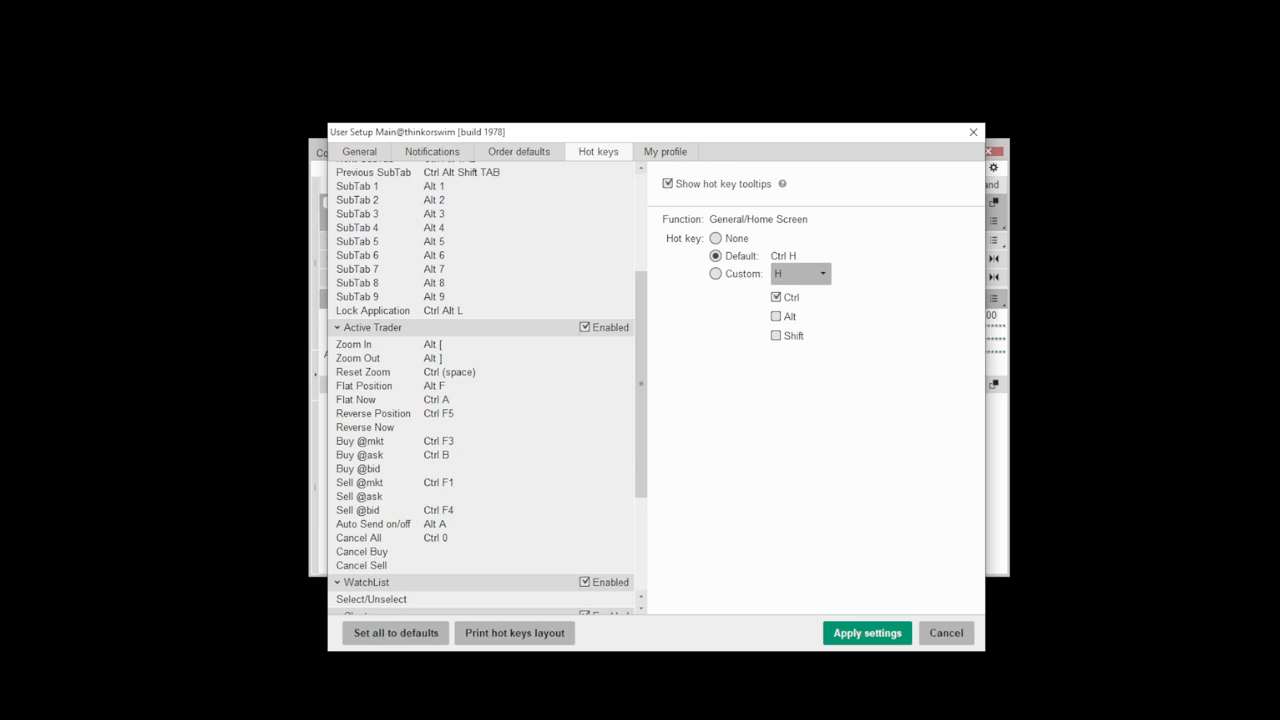 User Setup Main@thinkorswim [build 1978]
General Notifications Order defaults Hot keys My profile
Previous SubTab Ctrl Alt Shift TAB
SubTab 1 Alt 1
SubTab 2 Alt 2
SubTab 3 Alt 3
SubTab 4 Alt 4
SubTab 5 Alt 5
SubTab 6 Alt 6
SubTab 7 Alt 7
SubTab 8 Alt 8
SubTab 9 Alt 9
Lock Application Ctrl Alt L
Active Trader Enabled
Zoom In Alt [
Zoom Out Alt ]
Reset Zoom Ctrl (space)
Flat Position Alt F
Flat Now Ctrl A
Reverse Position Ctrl F5
Reverse Now
Buy @mkt Ctrl F3
Buy @ask Ctrl B
Buy @bid
Sell @mkt Ctrl F1
Sell @ask
Sell @bid Ctrl F4
Auto Send on/off Alt A
Cancel All Ctrl 0
Cancel Buy
Cancel Sell
WatchList Enabled
Select/Unselect
Show hot key tooltips
Function: General/Home Screen
Hot key: None
Default: Ctrl H
Custom: H
Ctrl
Alt
Shift
Set all to defaults Print hot keys layout Apply settings Cancel